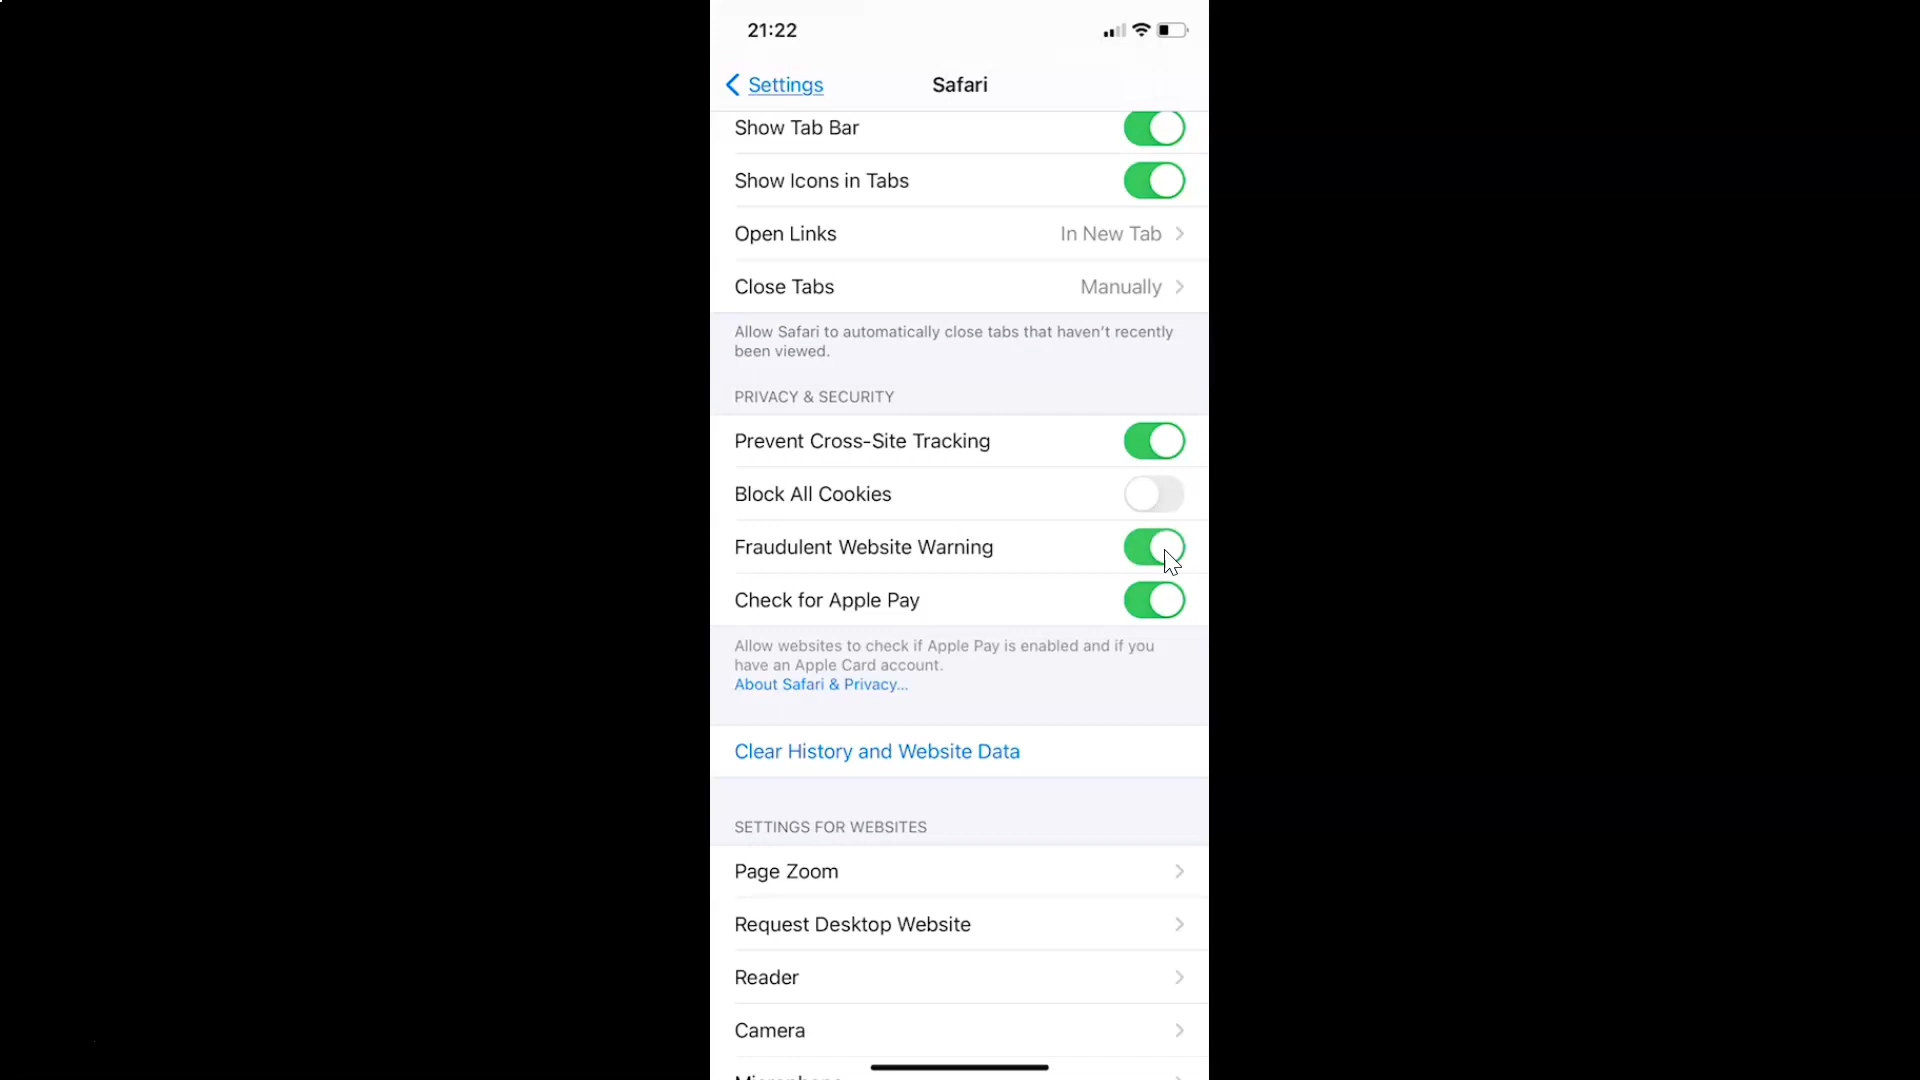 21:22
Settings
Safari
Show Tab Bar
Show Icons in Tabs
Open Links
In New Tab
Close Tabs
Manually
Allow Safari to automatically close tabs that haven't recently
been viewed.
PRIVACY & SECURITY
Prevent Cross-Site Tracking
Block All Cookies
Fraudulent Website Warning
Check for Apple Pay
Allow websites to check if Apple Pay is enabled and if you
have an Apple Card account.
About Safari & Privacy...
Clear History and Website Data
SETTINGS FOR WEBSITES
Page Zoom
Request Desktop Website
Reader
Camera